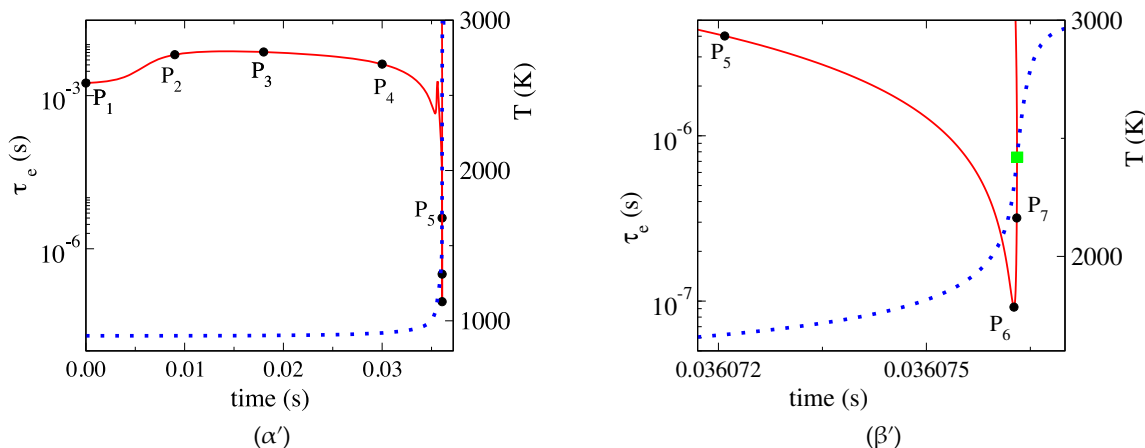 τ_e (s)
10^-3
10^-6
P_1
P_2
P_3
P_4
P_5
3000
2000
1000
T (K)
0.00
0.01
0.02
0.03
time (s)
(α′)
τ_e (s)
10^-6
10^-7
P_5
P_6
P_7
3000
2000
T (K)
0.036072
0.036075
time (s)
(β′)